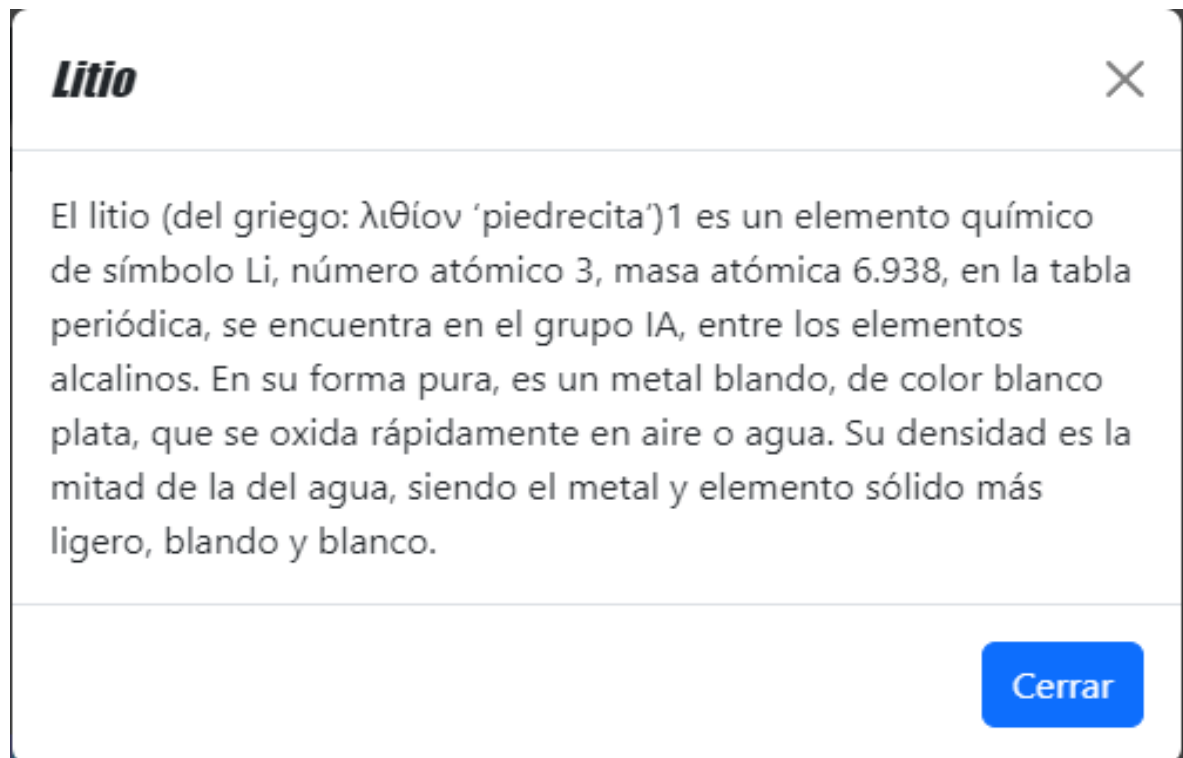 Litio
El litio (del griego: λιθίον ‘piedrecita’)1 es un elemento químico
de símbolo Li, número atómico 3, masa atómica 6.938, en la tabla
periódica, se encuentra en el grupo IA, entre los elementos
alcalinos. En su forma pura, es un metal blando, de color blanco
plata, que se oxida rápidamente en aire o agua. Su densidad es la
mitad de la del agua, siendo el metal y elemento sólido más
ligero, blando y blanco.
Cerrar